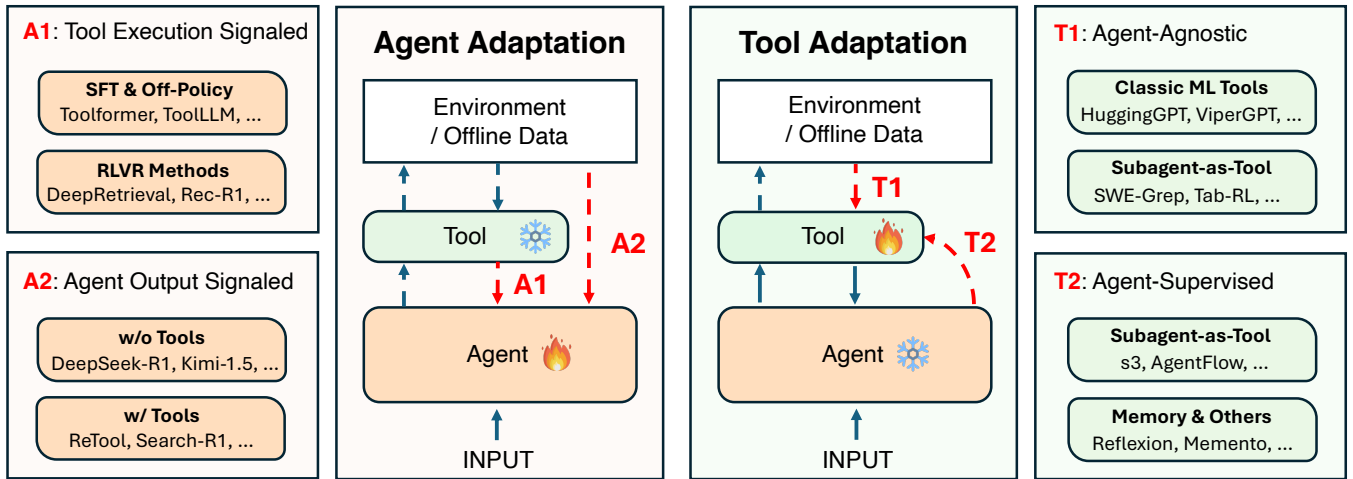 A1: Tool Execution Signaled
SFT & Off-Policy
Toolformer, ToolLLM, ...
RLVR Methods
DeepRetrieval, Rec-R1, ...
A2: Agent Output Signaled
w/o Tools
DeepSeek-R1, Kimi-1.5, ...
w/ Tools
ReTool, Search-R1, ...
Agent Adaptation
Environment
/ Offline Data
Tool
A2
A1
Agent
INPUT
Tool Adaptation
Environment
/ Offline Data
T1
Tool
T2
Agent
INPUT
T1: Agent-Agnostic
Classic ML Tools
HuggingGPT, ViperGPT, ...
Subagent-as-Tool
SWE-Grep, Tab-RL, ...
T2: Agent-Supervised
Subagent-as-Tool
s3, AgentFlow, ...
Memory & Others
Reflexion, Memento, ...